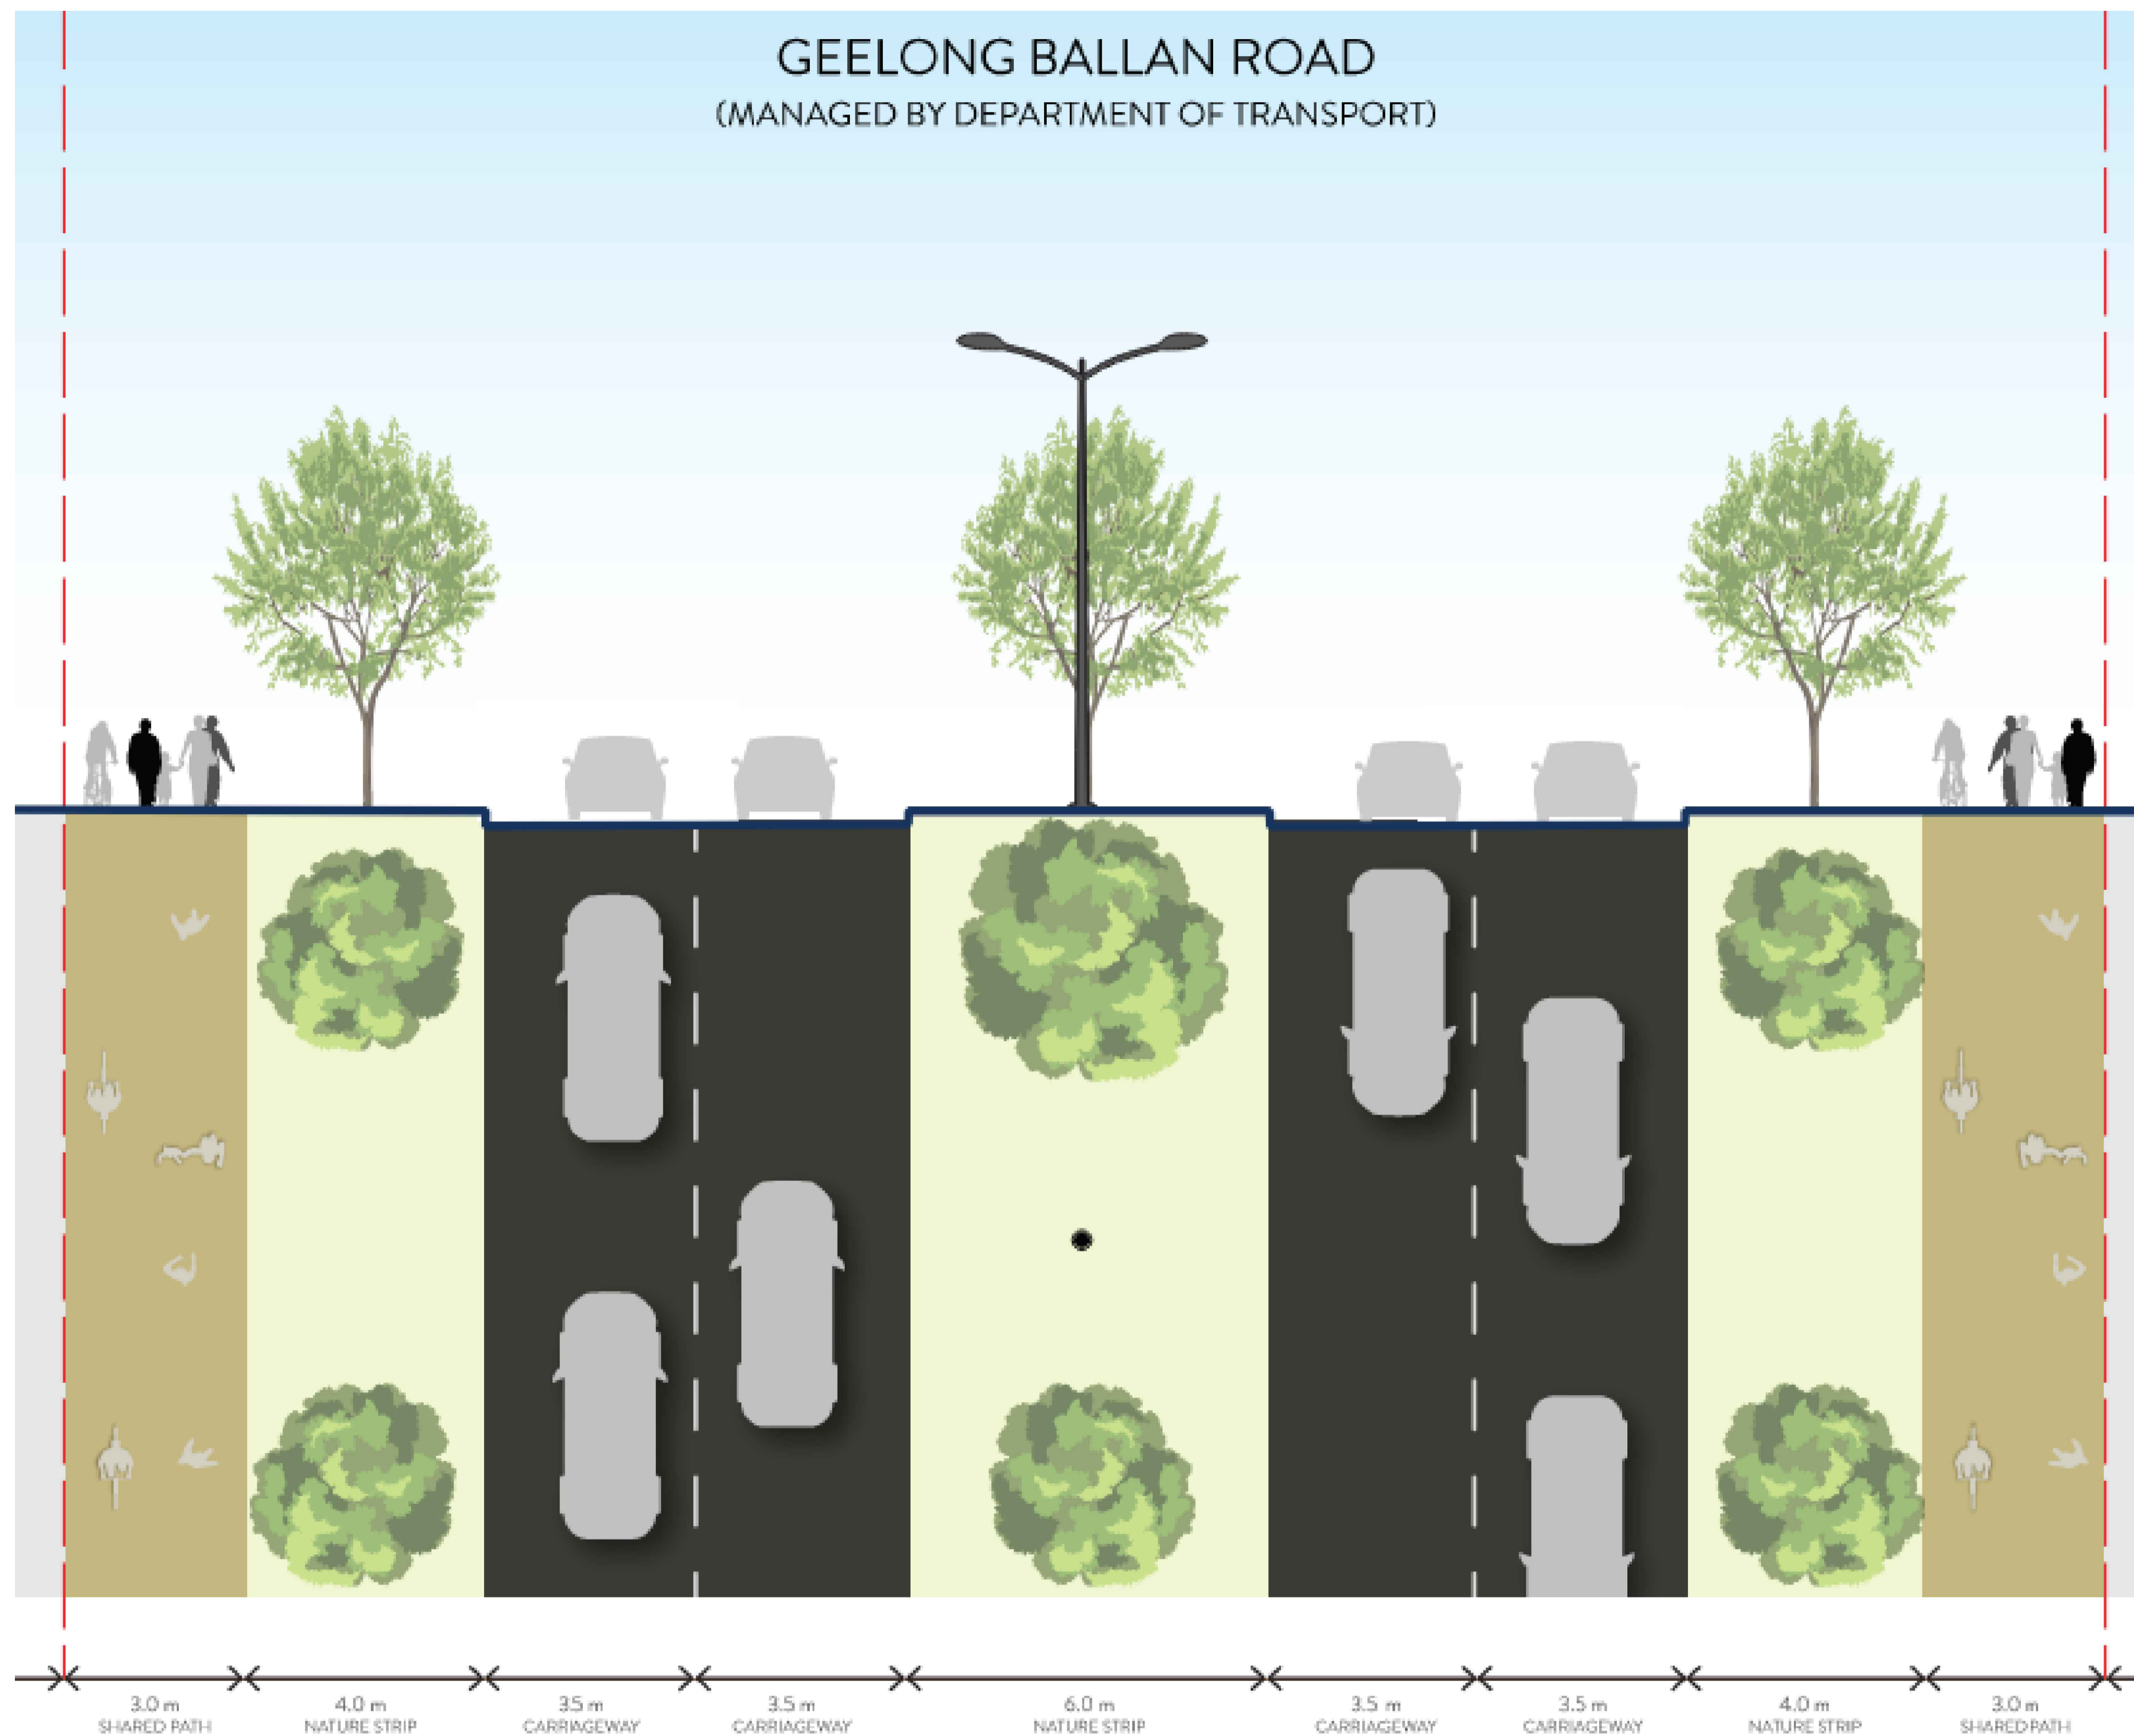 GEELONG BALLAN ROAD
(MANAGED BY DEPARTMENT OF TRANSPORT)
3.0 m
SHARED PATH
4.0 m
NATURE STRIP
3.5 m
CARRIAGEWAY
3.5 m
CARRIAGEWAY
6.0 m
NATURE STRIP
3.5 m
CARRIAGEWAY
3.5 m
CARRIAGEWAY
4.0 m
NATURE STRIP
3.0 m
SHARED PATH